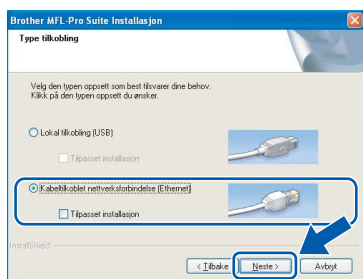 Brother MFL-Pro Suite Installasjon
Type tilkobling
Velg den typen oppsett som best tilsvarer dine behov.
Klikk på den typen oppsett du ønsker.
Lokal tilkobling (USB)
Tilpasset installasjon
Kabeltilkoblet nettverksforbindelse (Ethernet)
Tilpasset installasjon
InstallShield
< Tilbake
Neste >
Avbryt